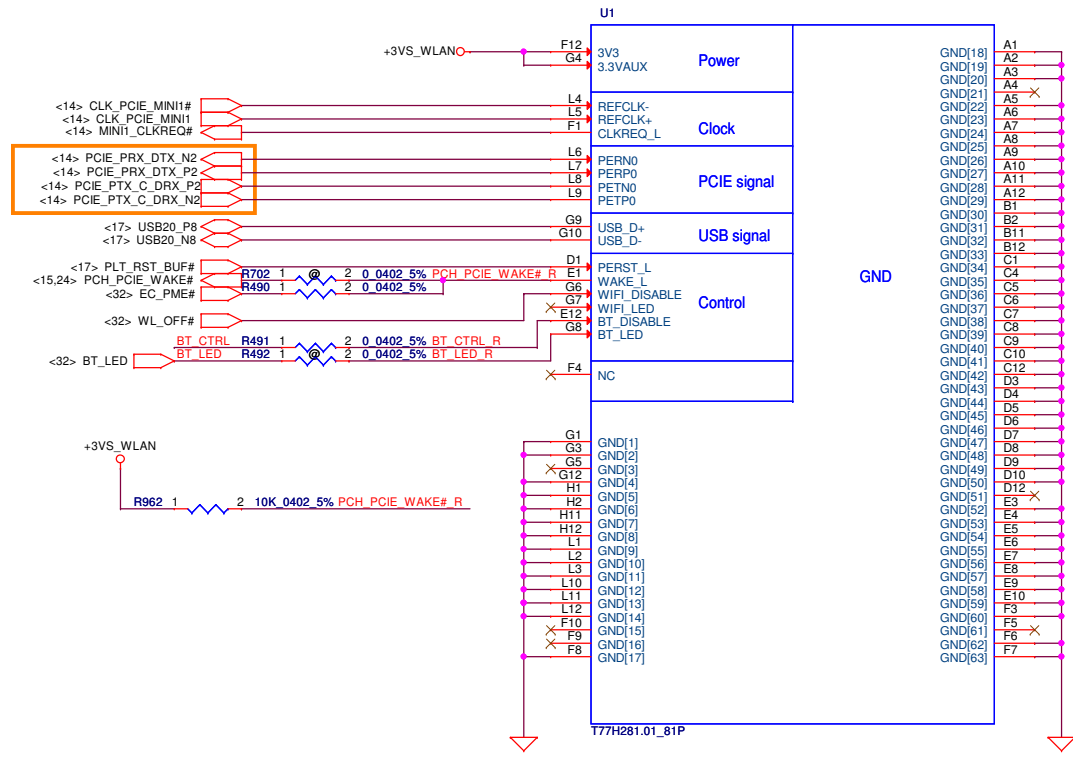 U1
+3VS_WLAN F12 3V3 GND[18] A1
G4 3.3VAUX Power GND[19] A2
GND[20] A3
GND[21] A4
<14> CLK_PCIE_MINI1# L4 REFCLK- GND[22] A5
<14> CLK_PCIE_MINI1 L5 REFCLK+ Clock GND[23] A6
<14> MINI1_CLKREQ# F1 CLKREQ_L GND[24] A7
GND[25] A8
<14> PCIE_PRX_DTX_N2 L6 PERN0 GND[26] A9
<14> PCIE_PRX_DTX_P2 L7 PERP0 GND[27] A10
<14> PCIE_PTX_C_DRX_P2 L8 PETN0 PCIE signal GND[28] A11
<14> PCIE_PTX_C_DRX_N2 L9 PETP0 GND[29] A12
GND[30] B1
<17> USB20_P8 G9 USB_D+ GND[31] B2
<17> USB20_N8 G10 USB_D- USB signal GND[32] B11
GND[33] B12
<17> PLT_RST_BUF# D1 PERST_L GND[34] C1
<15,24> PCH_PCIE_WAKE# R702 1 @ 2 0_0402_5% PCH_PCIE_WAKE#_R E1 WAKE_L GND GND[35] C4
<32> EC_PME# R490 1 2 0_0402_5% G6 WIFI_DISABLE GND[36] C5
G7 WIFI_LED Control GND[37] C6
<32> WL_OFF# E12 BT_DISABLE GND[38] C7
G8 BT_LED GND[39] C8
BT_CTRL R491 1 2 0_0402_5% BT_CTRL_R GND[40] C9
<32> BT_LED BT_LED R492 1 @ 2 0_0402_5% BT_LED_R GND[41] C10
F4 NC GND[42] C12
GND[43] D3
GND[44] D4
GND[45] D5
GND[46] D6
G1 GND[1] GND[47] D7
+3VS_WLAN G3 GND[2] GND[48] D8
G5 GND[3] GND[49] D9
G12 GND[4] GND[50] D10
H1 GND[5] GND[51] D12
R962 1 2 10K_0402_5% PCH_PCIE_WAKE#_R H2 GND[6] GND[52] E3
H11 GND[7] GND[53] E4
H12 GND[8] GND[54] E5
L1 GND[9] GND[55] E6
L2 GND[10] GND[56] E7
L3 GND[11] GND[57] E8
L10 GND[12] GND[58] E9
L11 GND[13] GND[59] E10
L12 GND[14] GND[60] F3
F10 GND[15] GND[61] F5
F9 GND[16] GND[62] F6
F8 GND[17] GND[63] F7
T77H281.01_81P